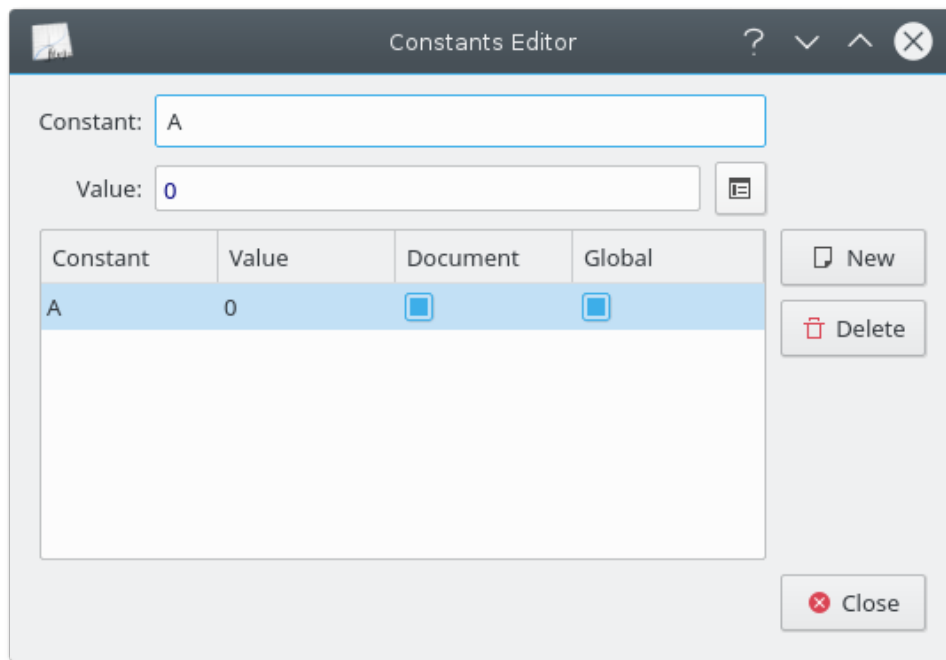 Constants Editor
Constant: A
Value: 0
Constant Value Document Global
A 0
New
Delete
Close